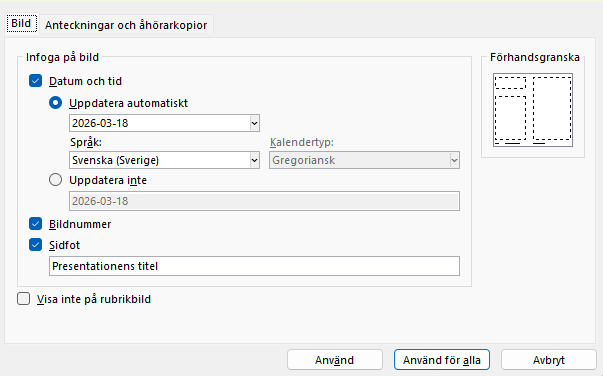 Bild
Anteckningar och åhörarkopior
Infoga på bild
Förhandsgranska
Datum och tid
Uppdatera automatiskt
2026-03-18
Språk:
Kalendertyp:
Svenska (Sverige)
Gregoriansk
Uppdatera inte
2026-03-18
Bildnummer
Sidfot
Presentationens titel
Visa inte på rubrikbild
Använd
Använd för alla
Avbryt